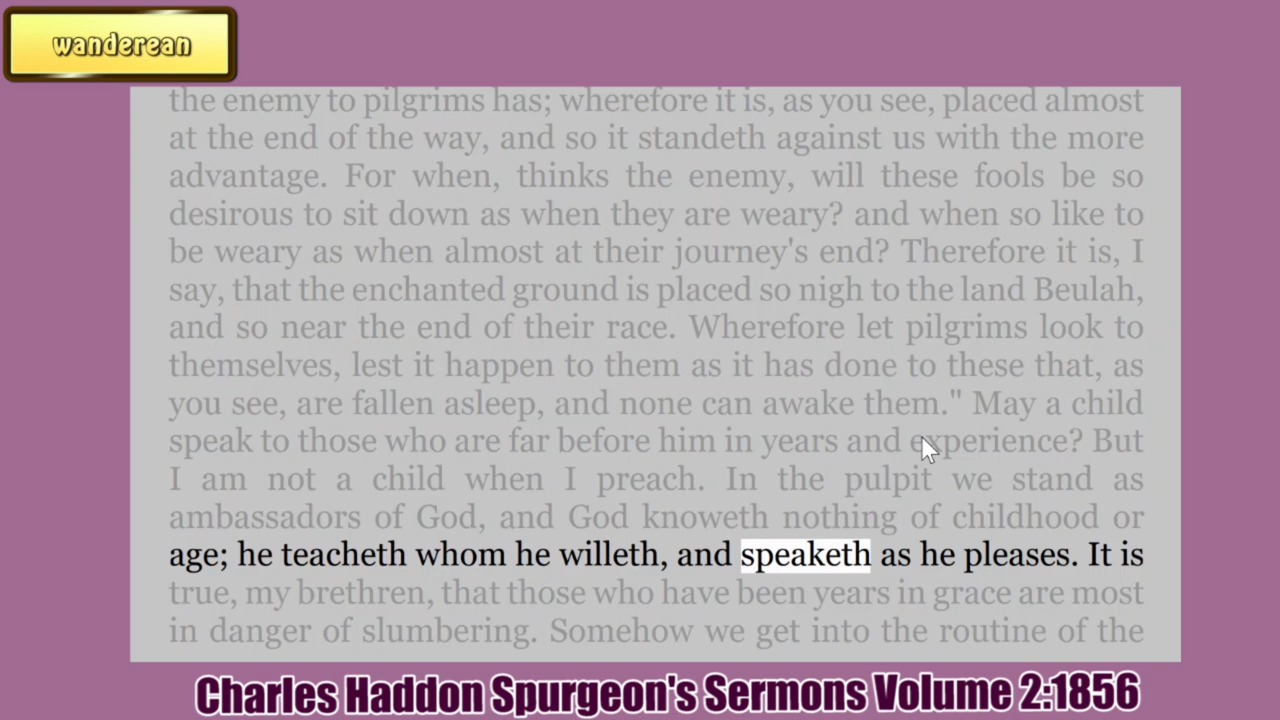 wanderean
the enemy to pilgrims has; wherefore it is, as you see, placed almost
at the end of the way, and so it standeth against us with the more
advantage. For when, thinks the enemy, will these fools be so
desirous to sit down as when they are weary? and when so like to
be weary as when almost at their journey's end? Therefore it is, I
say, that the enchanted ground is placed so nigh to the land Beulah,
and so near the end of their race. Wherefore let pilgrims look to
themselves, lest it happen to them as it has done to these that, as
you see, are fallen asleep, and none can awake them." May a child
speak to those who are far before him in years and experience? But
I am not a child when I preach. In the pulpit we stand as
ambassadors of God, and God knoweth nothing of childhood or
age; he teacheth whom he willeth, and speaketh as he pleases. It is
true, my brethren, that those who have been years in grace are most
in danger of slumbering. Somehow we get into the routine of the
Charles Haddon Spurgeon's Sermons Volume 2:1856